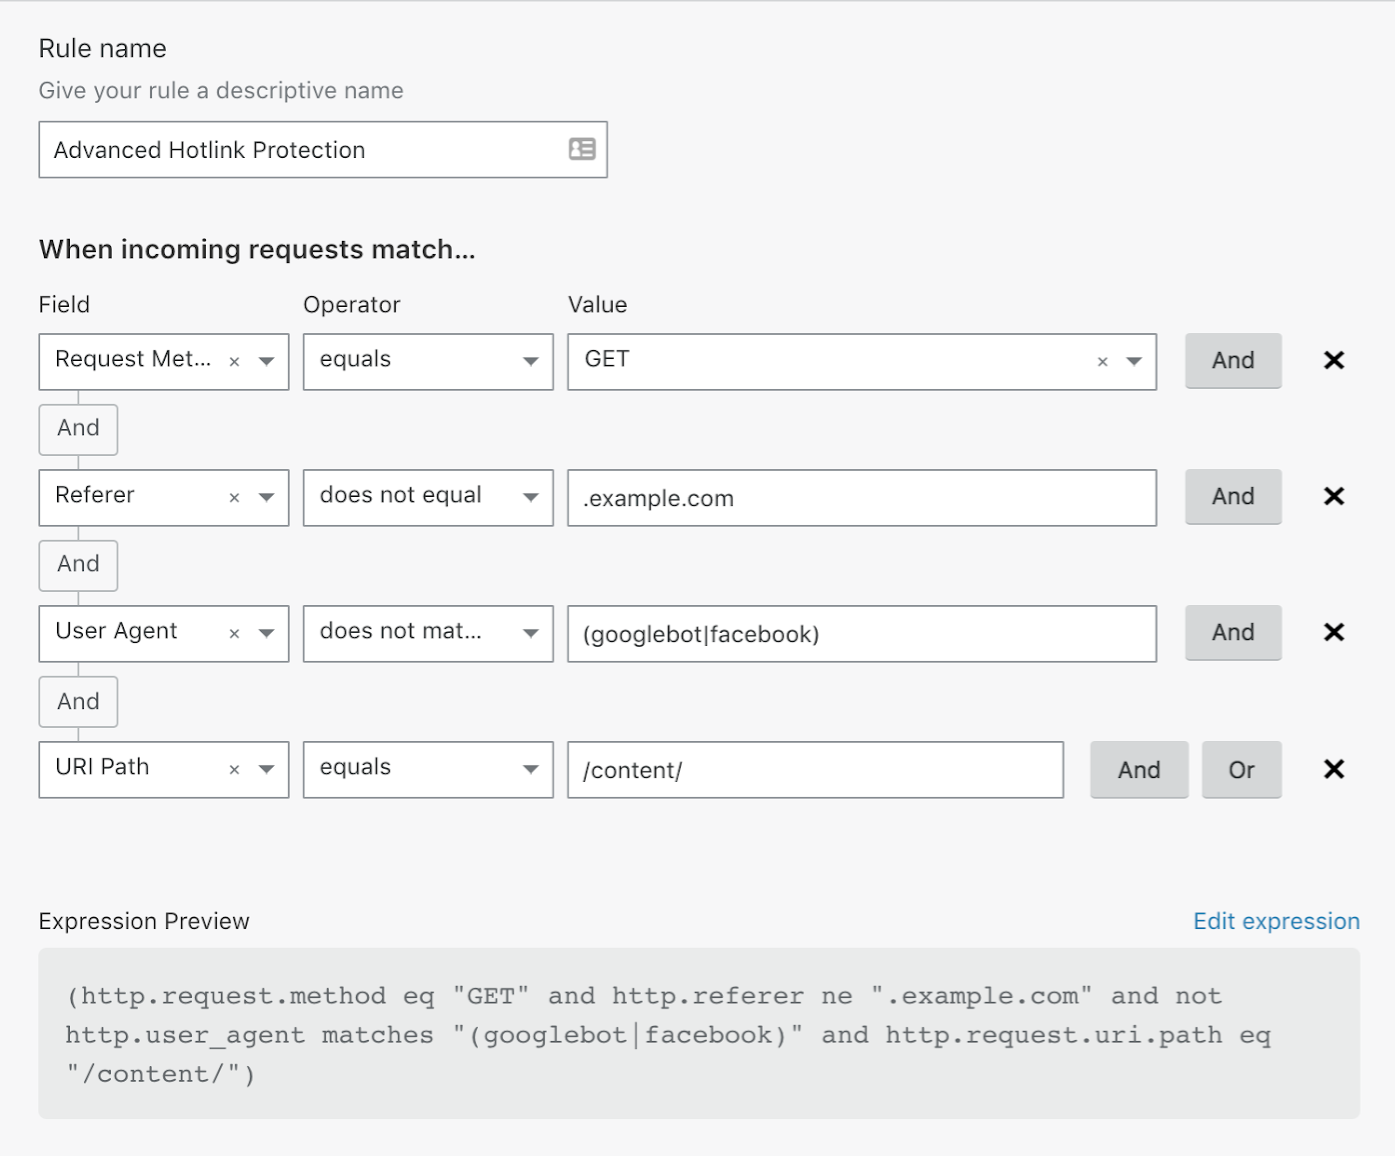 Rule name
Give your rule a descriptive name
Advanced Hotlink Protection
When incoming requests match...
Field Operator Value
Request Met... × equals GET × And ×
And
Referer × does not equal .example.com And ×
And
User Agent × does not mat... (googlebot|facebook) And ×
And
URI Path × equals /content/ And Or ×
Expression Preview Edit expression
(http.request.method eq "GET" and http.referer ne ".example.com" and not
http.user_agent matches "(googlebot|facebook)" and http.request.uri.path eq
"/content/")